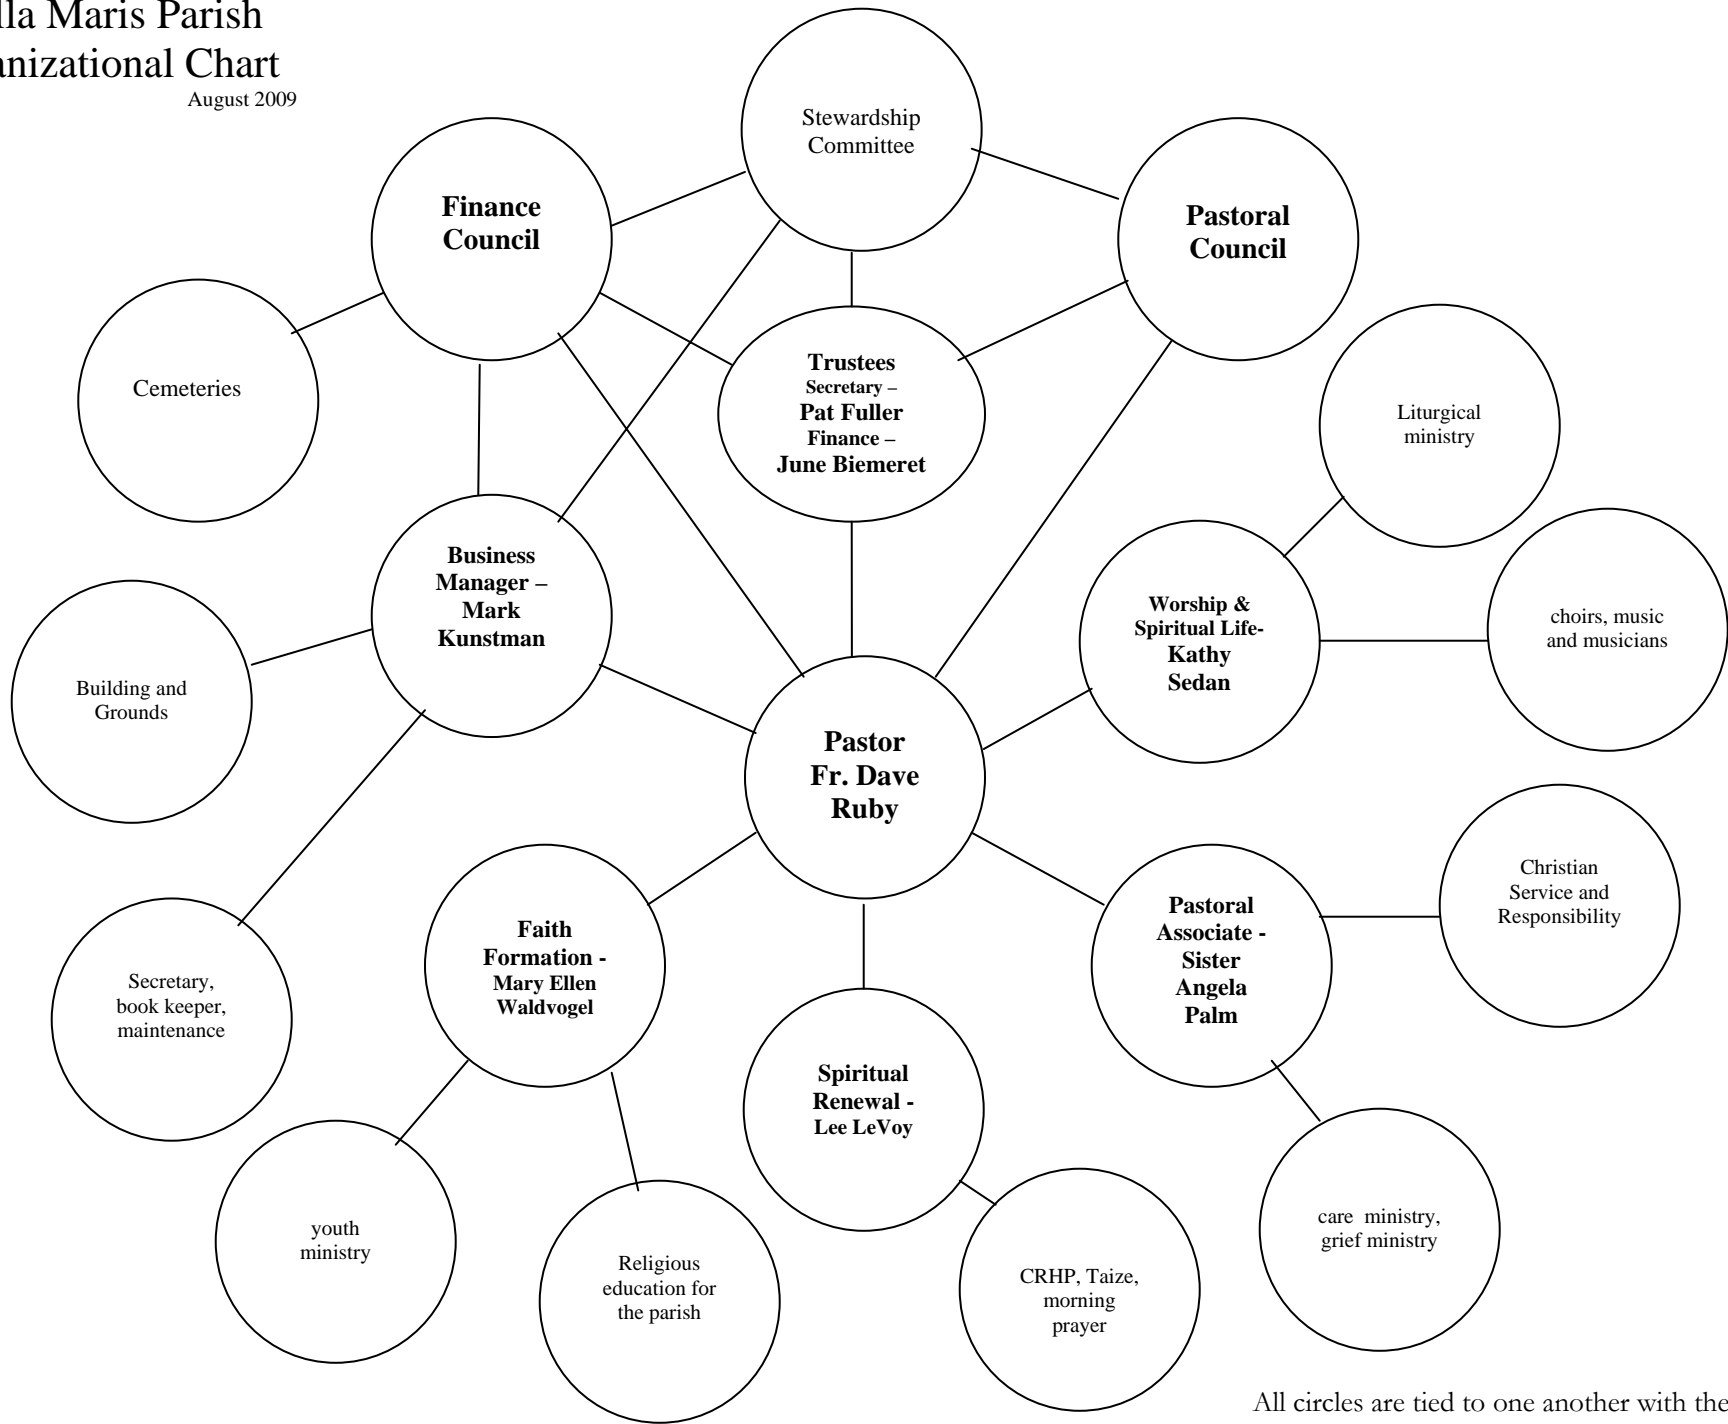 lla Maris Parish
anizational Chart
August 2009
Stewardship
Committee
Finance
Council
Pastoral
Council
Cemeteries
Trustees
Secretary –
Pat Fuller
Finance –
June Biemeret
Liturgical
ministry
Business
Manager –
Mark
Kunstman
Worship &
Spiritual Life-
Kathy
Sedan
choirs, music
and musicians
Building and
Grounds
Pastor
Fr. Dave
Ruby
Christian
Service and
Responsibility
Pastoral
Associate -
Sister
Angela
Palm
Faith
Formation -
Mary Ellen
Waldvogel
Secretary,
book keeper,
maintenance
Spiritual
Renewal -
Lee LeVoy
youth
ministry
Religious
education for
the parish
CRHP, Taize,
morning
prayer
care  ministry,
grief ministry
All circles are tied to one another with the